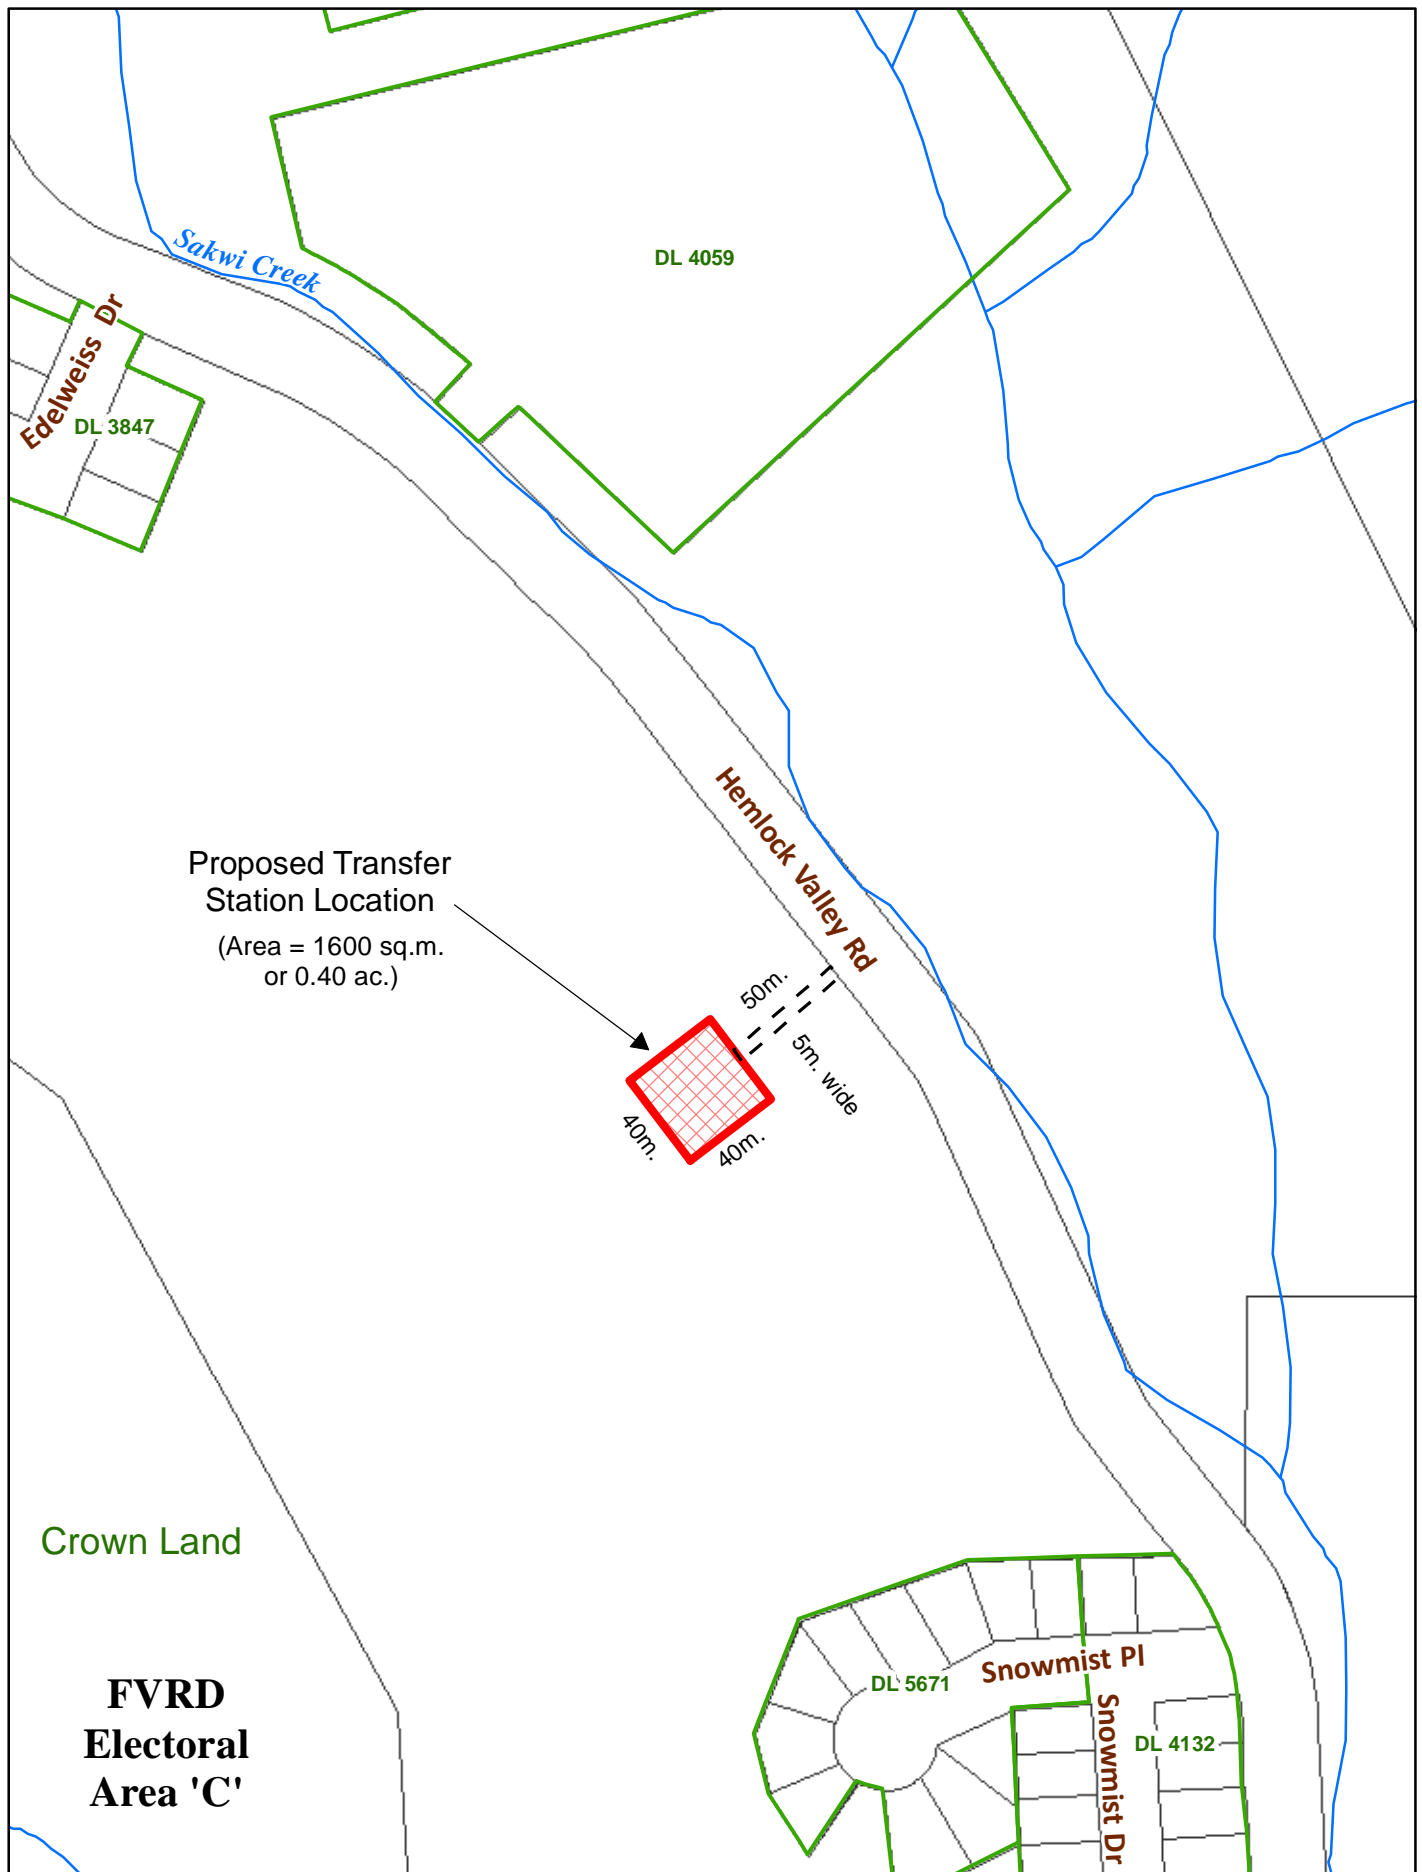 Sakwi Creek
DL 4059
Edelweiss Dr
DL 3847
Hemlock Valley Rd
Proposed Transfer
Station Location
(Area = 1600 sq.m.
or 0.40 ac.)
50m.
5m. wide
40m.
40m.
Crown Land
FVRD
Electoral
Area 'C'
Snowmist Pl
DL 5671
Snowmist Dr
DL 4132